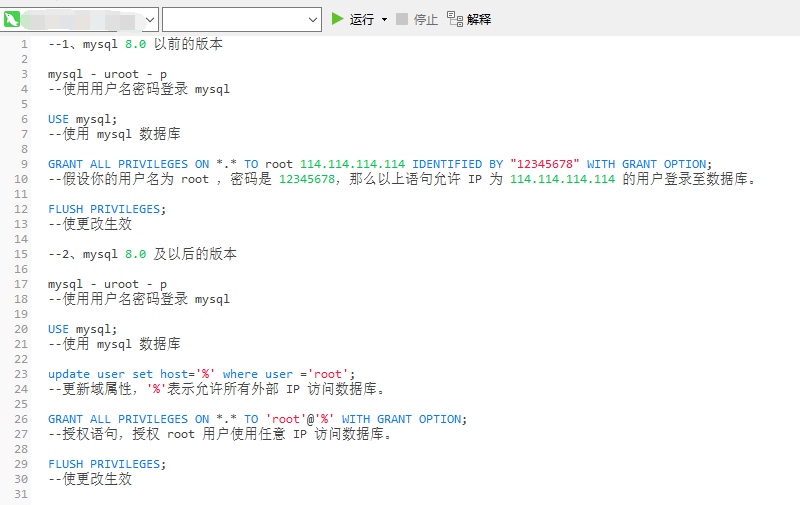 运行 停止 解释
1 --1、mysql 8.0 以前的版本
2
3 mysql - uroot - p
4 --使用用户名密码登录 mysql
5
6 USE mysql;
7 --使用 mysql 数据库
8
9 GRANT ALL PRIVILEGES ON *.* TO root 114.114.114.114 IDENTIFIED BY "12345678" WITH GRANT OPTION;
10 --假设你的用户名为 root ，密码是 12345678，那么以上语句允许 IP 为 114.114.114.114 的用户登录至数据库。
11
12 FLUSH PRIVILEGES;
13 --使更改生效
14
15 --2、mysql 8.0 及以后的版本
16
17 mysql - uroot - p
18 --使用用户名密码登录 mysql
19
20 USE mysql;
21 --使用 mysql 数据库
22
23 update user set host='%' where user ='root';
24 --更新域属性，'%'表示允许所有外部 IP 访问数据库。
25
26 GRANT ALL PRIVILEGES ON *.* TO 'root'@'%' WITH GRANT OPTION;
27 --授权语句，授权 root 用户使用任意 IP 访问数据库。
28
29 FLUSH PRIVILEGES;
30 --使更改生效
31